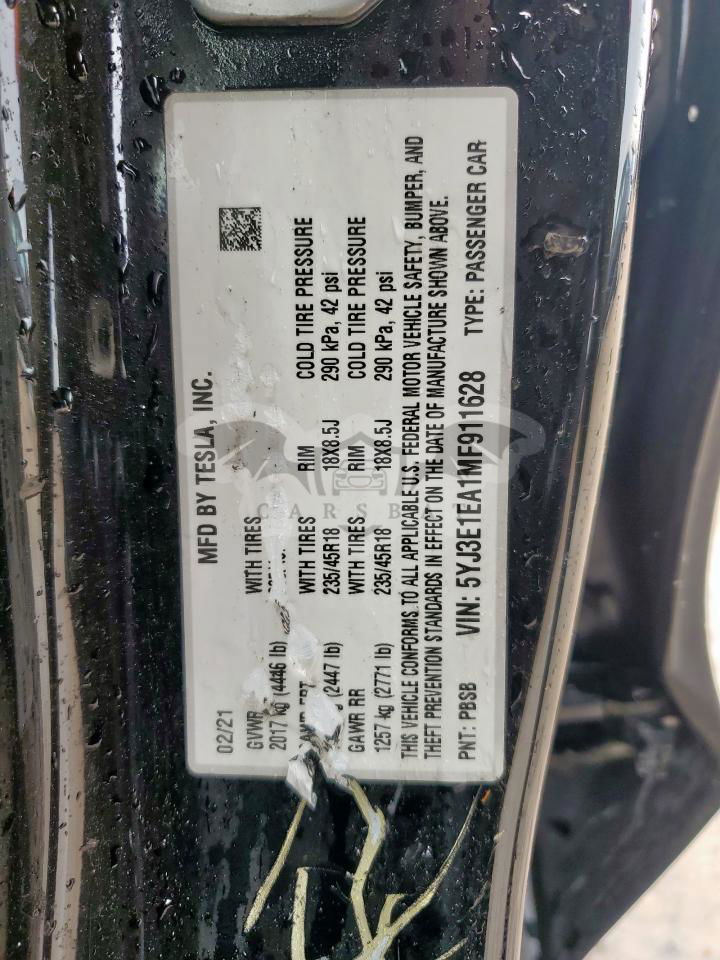 MFD BY TESLA, INC.
02/21
GVWR WITH TIRES
2017 kg (4446 lb)
WITH TIRES RIM COLD TIRE PRESSURE
(2447 lb) 235/45R18 18X8.5J 290 kPa, 42 psi
GAWR RR WITH TIRES RIM COLD TIRE PRESSURE
1257 kg (2771 lb) 235/45R18 18X8.5J 290 kPa, 42 psi
THIS VEHICLE CONFORMS TO ALL APPLICABLE U.S. FEDERAL MOTOR VEHICLE SAFETY, BUMPER, AND
THEFT PREVENTION STANDARDS IN EFFECT ON THE DATE OF MANUFACTURE SHOWN ABOVE.
PNT: PBSB VIN: 5YJ3E1EA1MF911628 TYPE: PASSENGER CAR